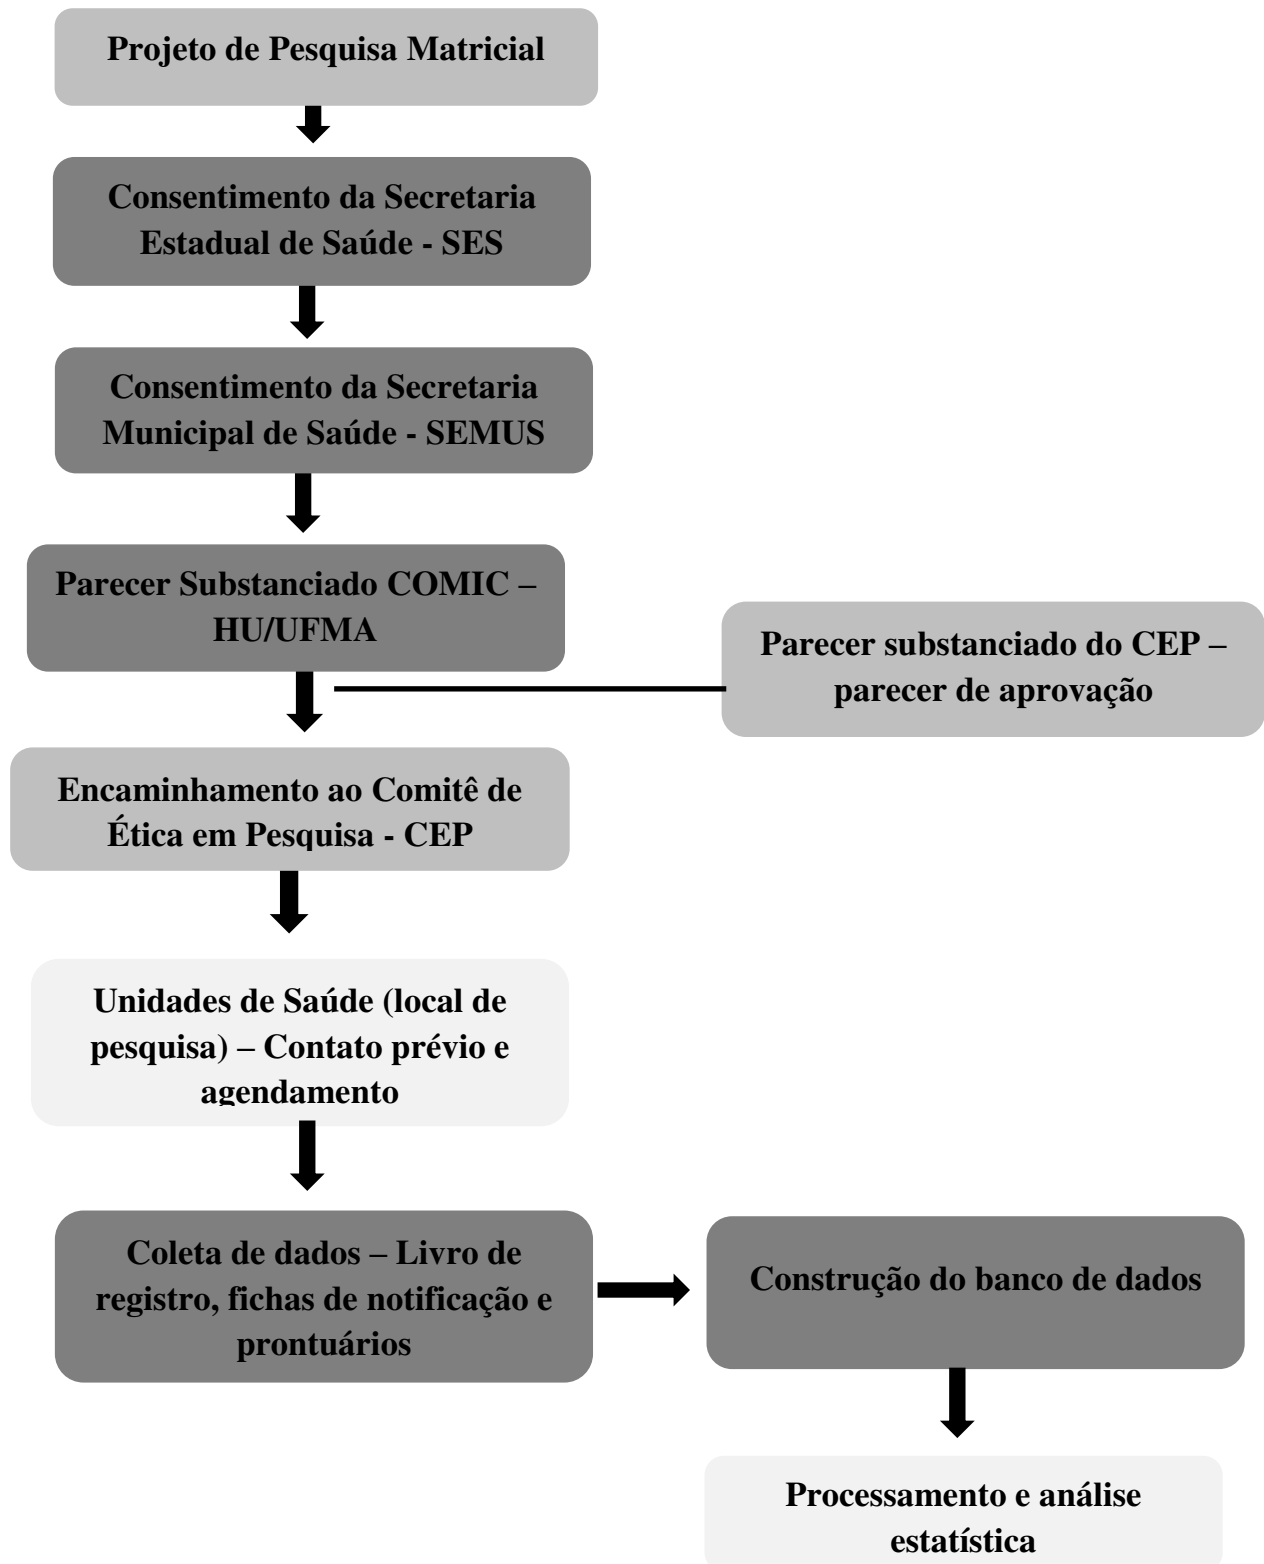 Projeto de Pesquisa Matricial
Consentimento da Secretaria
Estadual de Saúde - SES
Consentimento da Secretaria
Municipal de Saúde - SEMUS
Parecer Substanciado COMIC –
HU/UFMA
Parecer substanciado do CEP –
parecer de aprovação
Encaminhamento ao Comitê de
Ética em Pesquisa - CEP
Unidades de Saúde (local de
pesquisa) – Contato prévio e
agendamento
Coleta de dados – Livro de
registro, fichas de notificação e
prontuários
Construção do banco de dados
Processamento e análise
estatística